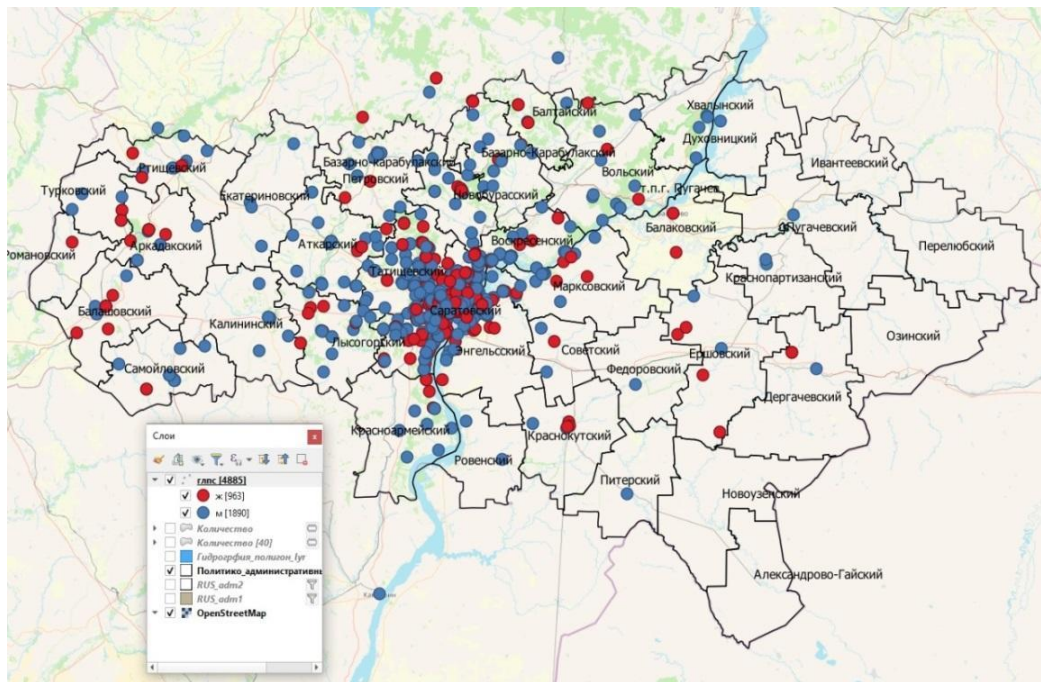 Хвалынский
Балтайский
Духовницкий
Базарно-карабулакский
Базарно-Карабулакский
Ивантеевский
Ртищевский
Петровский
Вольский
Турковский
Екатериновский
Новобурасский
г.п.г. Пугачев
Балаковский
Пугачевский
Романовский
Аркадакский
Аткарский
Воскресенский
Перелюбский
Татищевский
Марксовский
Краснопартизанский
Балашовский
Калининский
Саратовский
Озинский
Самойловский
Лысогорский
Энгельсский
Советский
Федоровский
Ершовский
Дергачевский
Красноармейский
Краснокутский
Ровенский
Питерский
Новоузенский
Александрово-Гайский
Слои
глпс [4885]
ж [963]
м [1890]
Количество
Количество [40]
Гидрогрфия_полигон_lyr
Политико_административн
RUS_adm2
RUS_adm1
OpenStreetMap